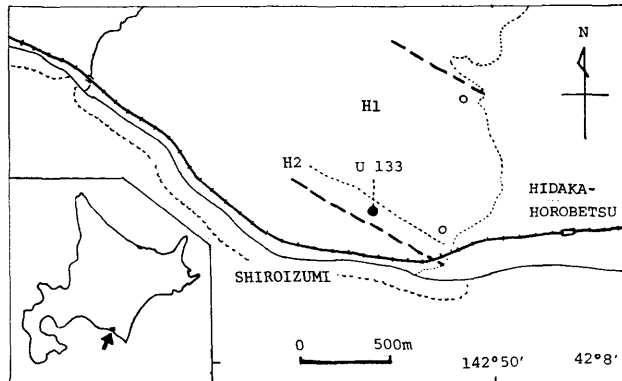 N
H1
H2
U 133
HIDAKA-
HOROBETSU
SHIROIZUMI
0 500m
142°50' 42°8'